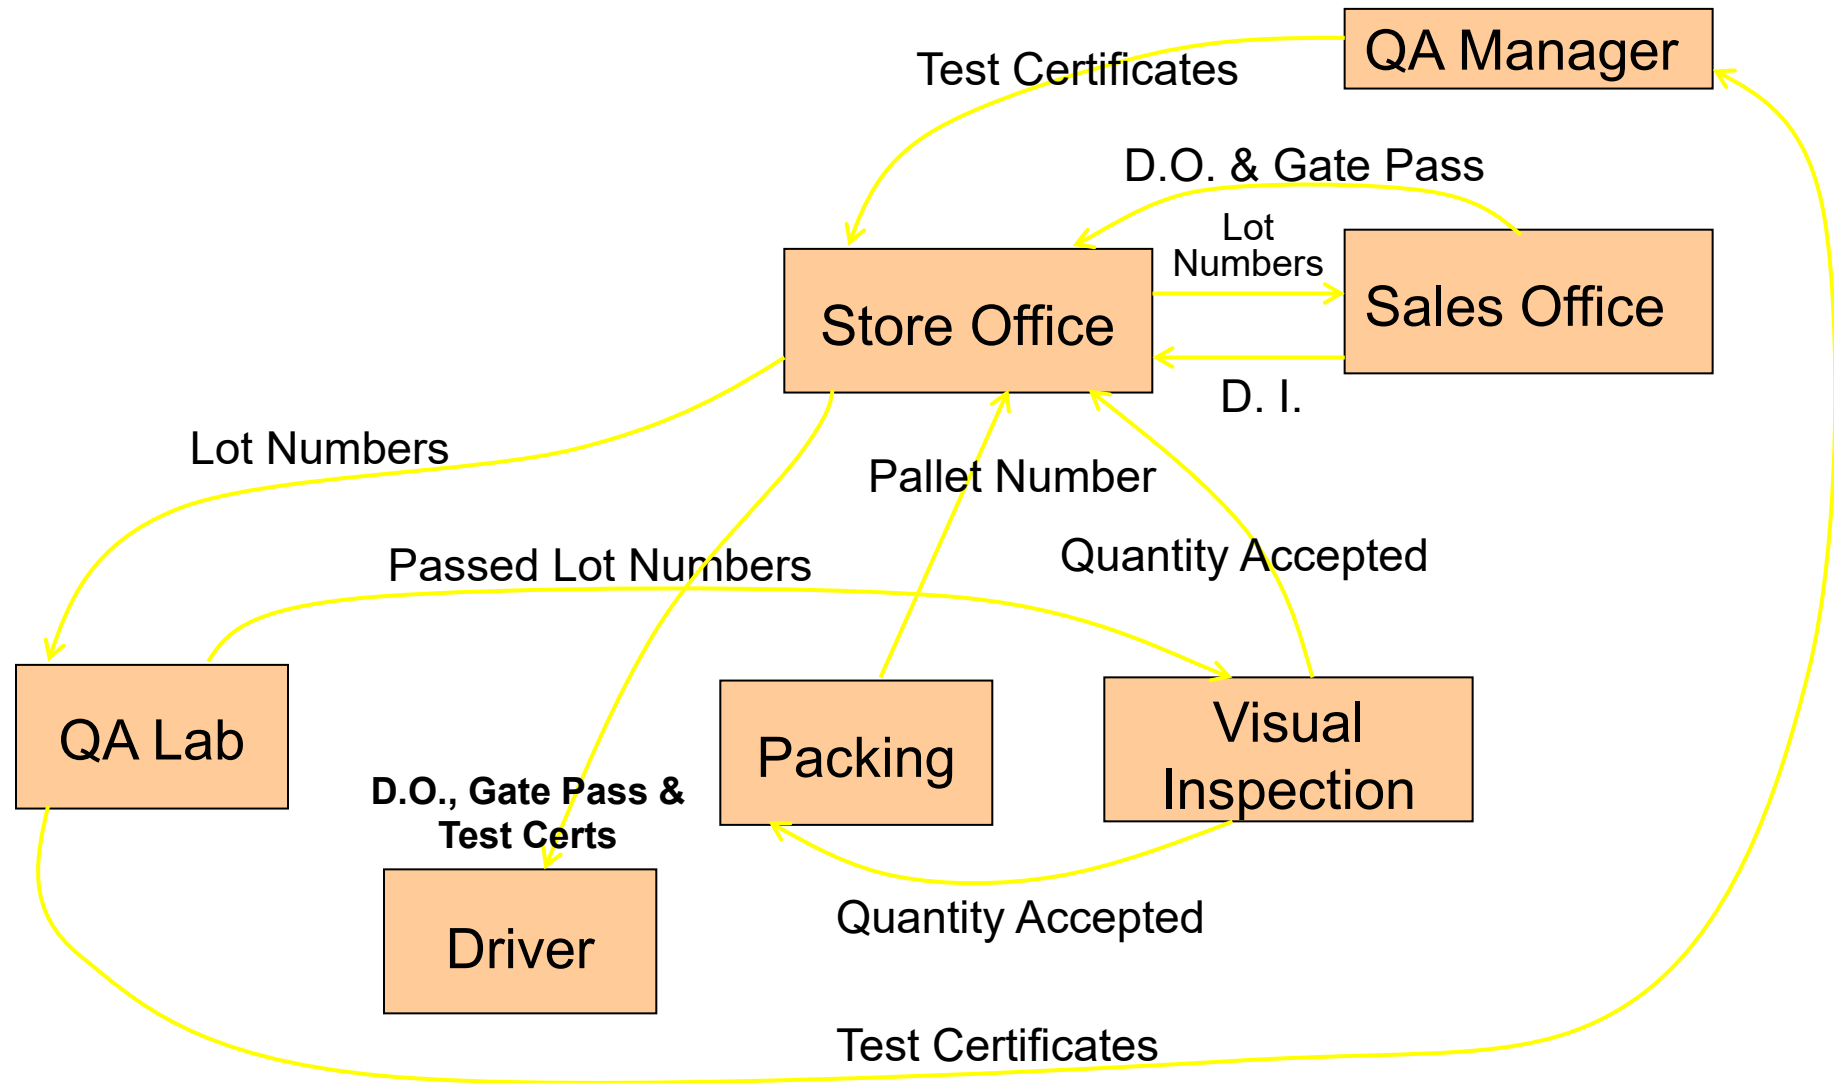 QA Manager
Test Certificates
D.O. & Gate Pass
Lot
Numbers
Store Office
Sales Office
D. I.
Lot Numbers
Pallet Number
Quantity Accepted
Passed Lot Numbers
QA Lab
Packing
Visual
Inspection
D.O., Gate Pass &
Test Certs
Driver
Quantity Accepted
Test Certificates